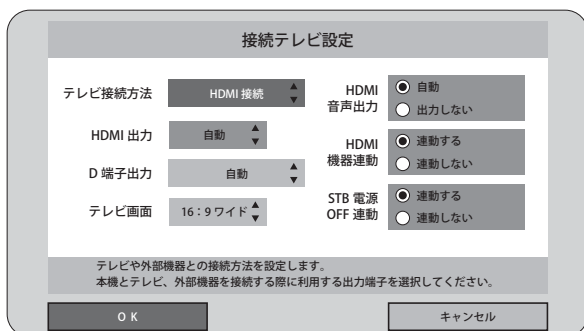 接続テレビ設定
テレビ接続方法
HDMI 接続
HDMI 出力
自動
D 端子出力
自動
テレビ画面
16：9 ワイド
HDMI
音声出力
自動
出力しない
HDMI
機器連動
連動する
連動しない
STB 電源
OFF 連動
連動する
連動しない
テレビや外部機器との接続方法を設定します。
本機とテレビ、外部機器を接続する際に利用する出力端子を選択してください。
O K
キャンセル